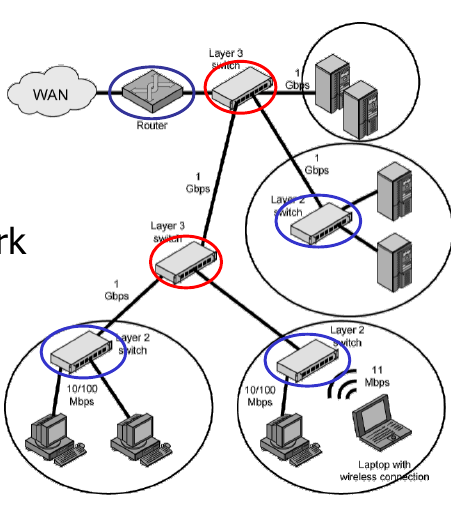 Layer 3
switch
1
Gbps
WAN
Router
1
Gbps
1
Gbps
Layer 2
switch
rk
Layer 3
switch
1
Gbps
Layer 2
switch
Layer 2
switch
10/100
Mbps
10/100
Mbps
11
Mbps
Laptop with
wireless connection